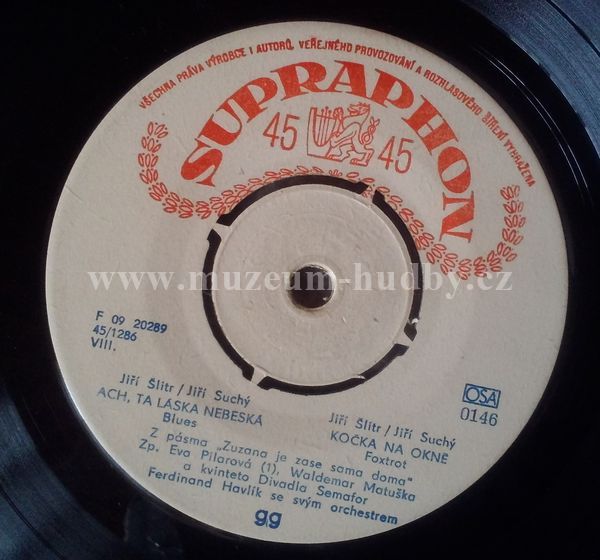 VŠECHNA PRÁVA VÝROBCE I AUTORŮ, VEŘEJNÉHO PROVOZOVÁNÍ A ROZHLASOVÉHO ŠÍŘENÍ VYHRAZENA
SUPRAPHON
45 45
www.muzeum-hudby.cz
F 09 20289
45/1286
VIII.
OSA
0146
Jiří Šlitr/Jiří Suchý
ACH, TA LÁSKA NEBESKÁ
Blues
Jiří Šlitr/Jiří Suchý
KOČKA NA OKNĚ
Foxtrot
Z pásma „Zuzana je zase sama doma"
Zp. Eva Pilarová (1), Waldemar Matuška
a kvinteto Divadla Semafor
Ferdinand Havlík se svým orchestrem
gg